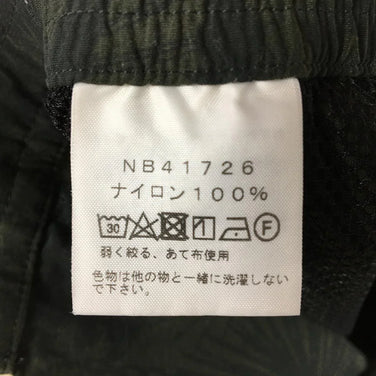 NB41726
ナイロン100%
30 F
弱く絞る、あて布使用
色物は他の物と一緒に洗濯しない
で下さい。